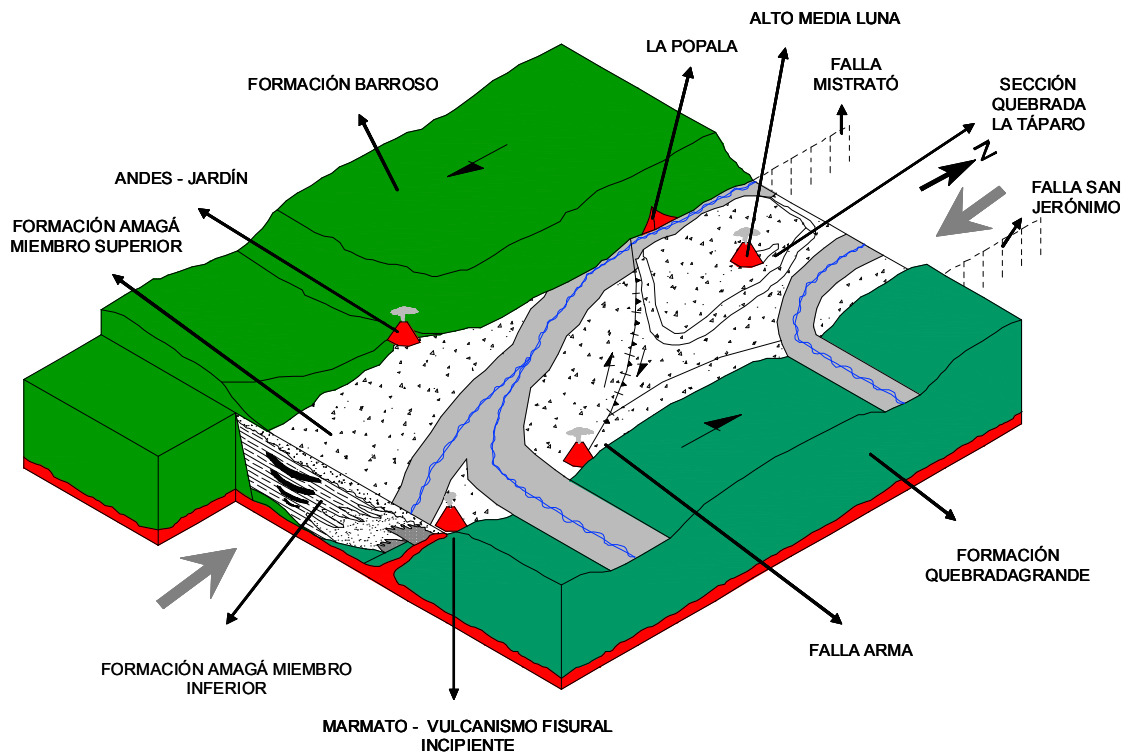 ALTO MEDIA LUNA
LA POPALA
FALLA
MISTRATÓ
FORMACIÓN BARROSO
SECCIÓN
QUEBRADA
LA TÁPARO
N
ANDES - JARDÍN
FALLA SAN
JERÓNIMO
FORMACIÓN AMAGÁ
MIEMBRO SUPERIOR
FORMACIÓN
QUEBRADAGRANDE
FALLA ARMA
FORMACIÓN AMAGÁ MIEMBRO
INFERIOR
MARMATO - VULCANISMO FISURAL
INCIPIENTE